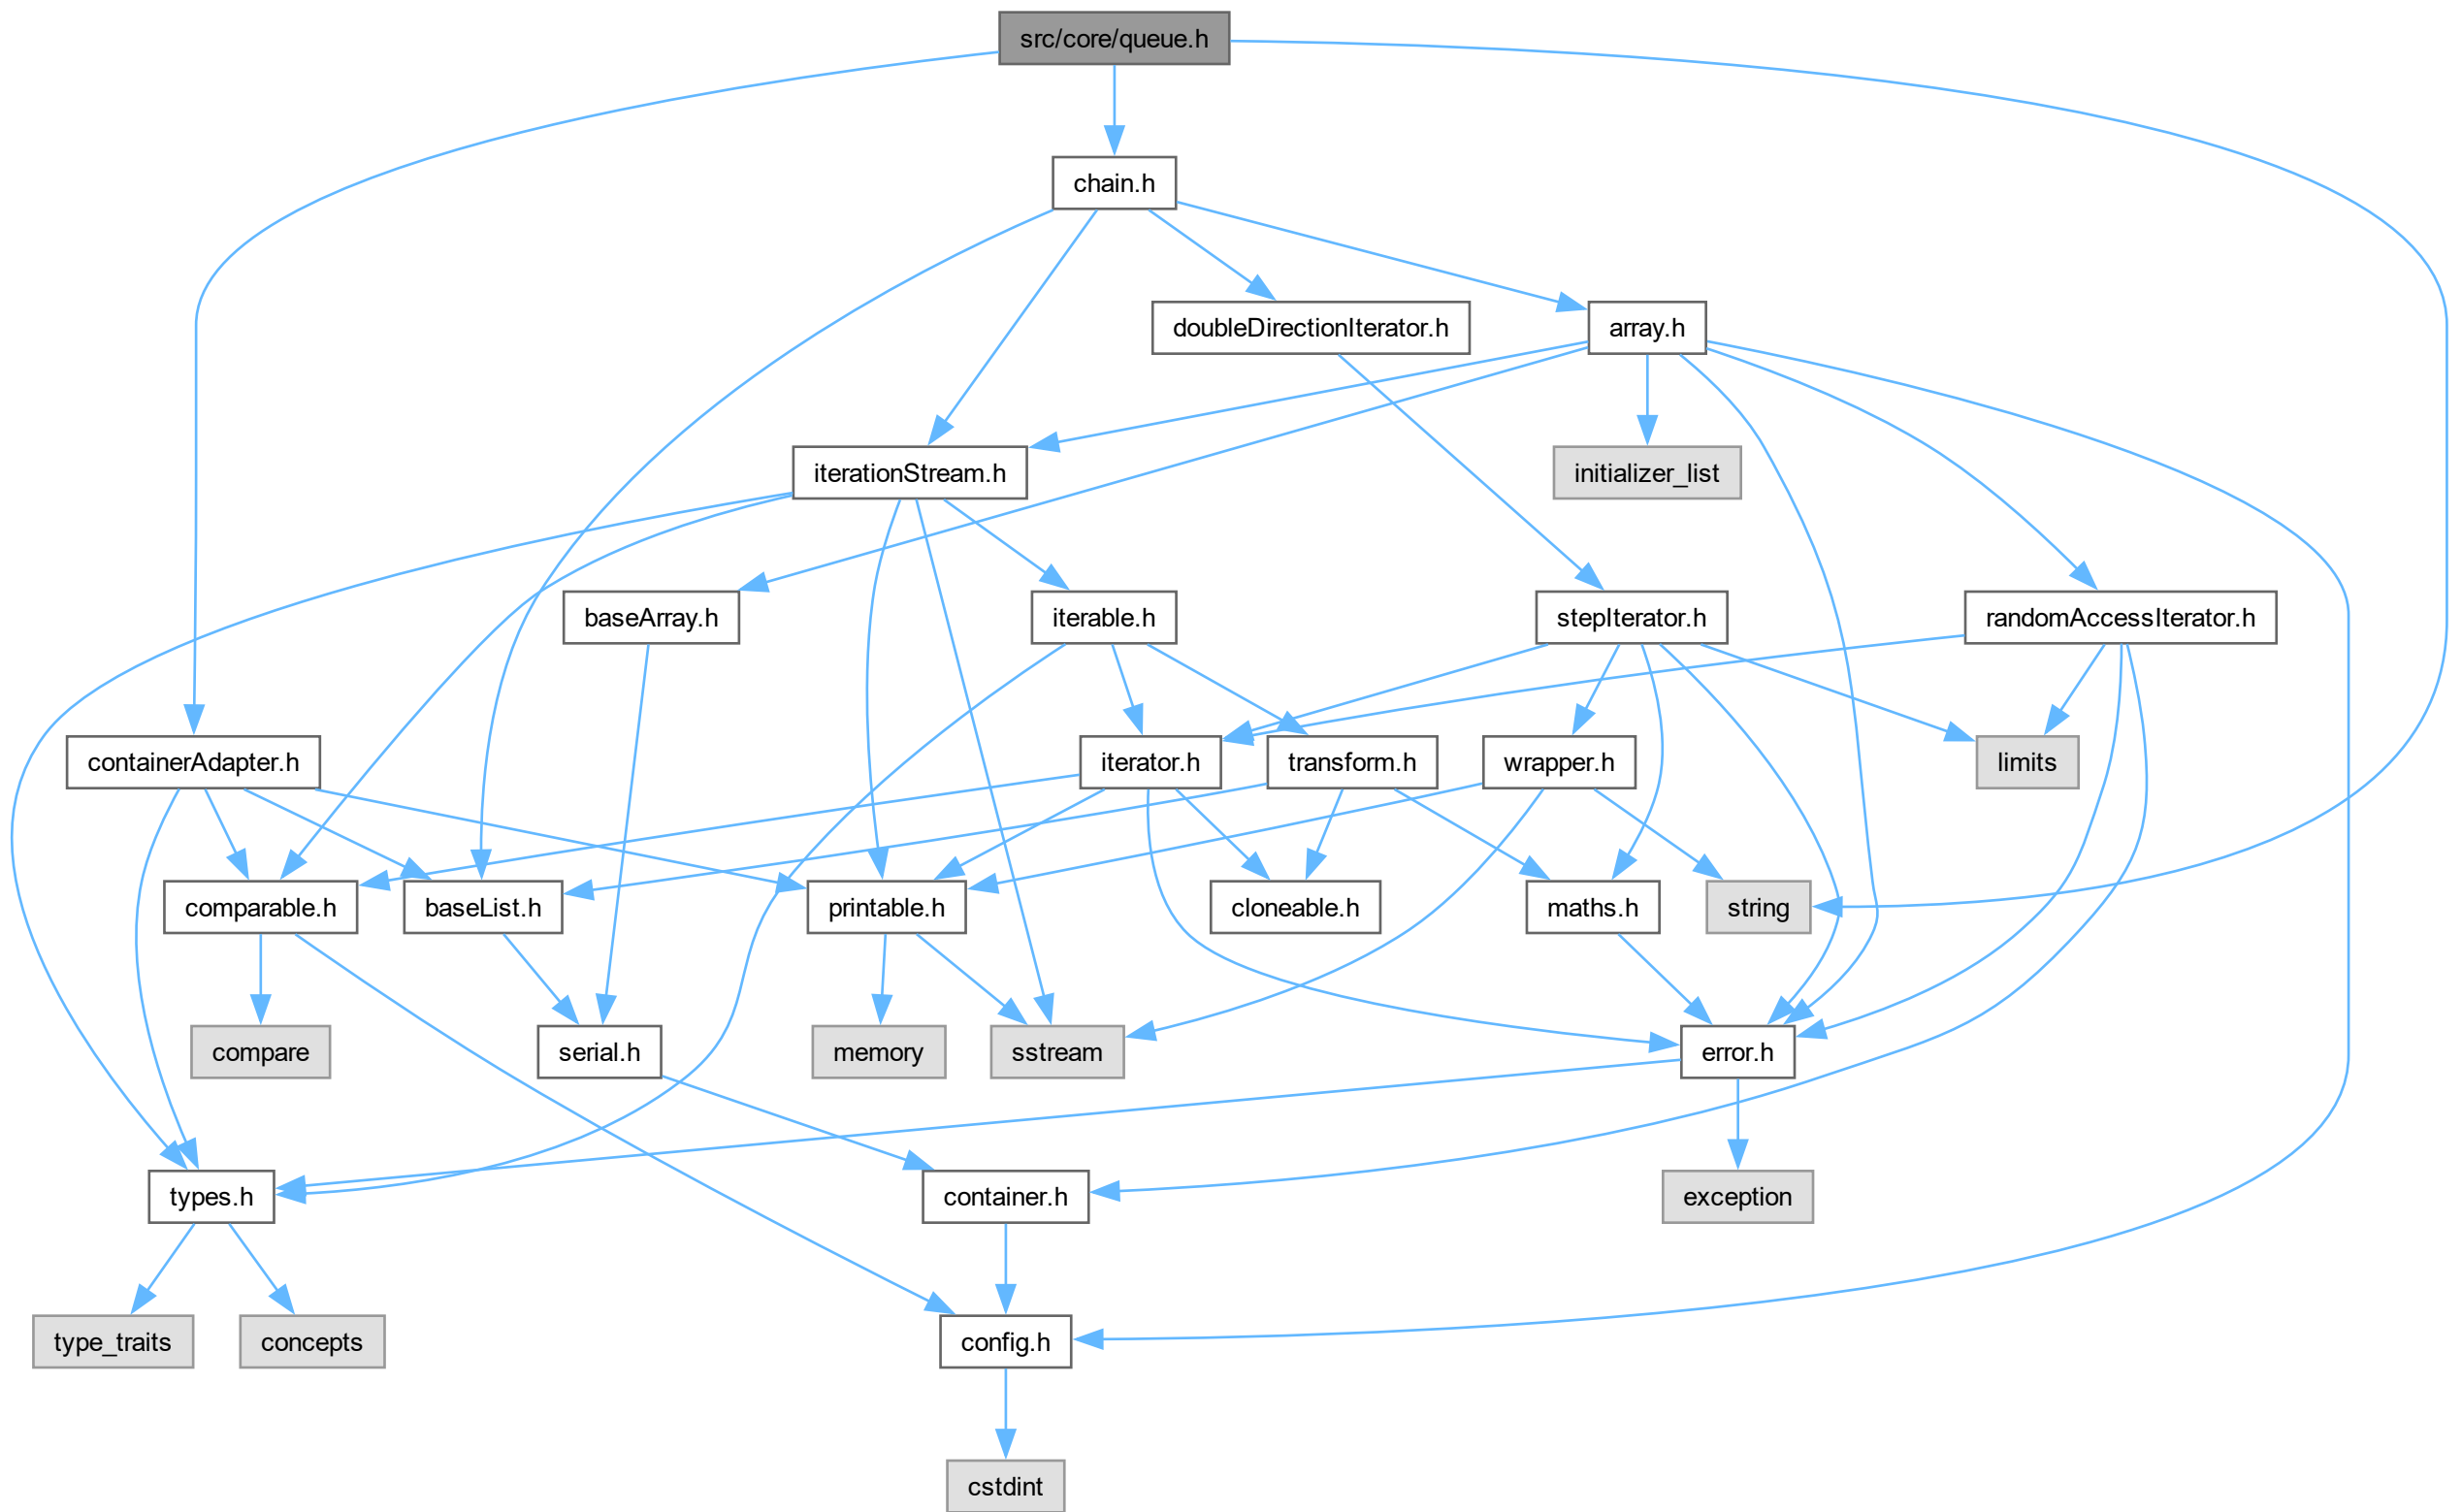 src/core/queue.h
chain.h
doubleDirectionIterator.h
array.h
iterationStream.h
initializer_list
baseArray.h
iterable.h
stepIterator.h
randomAccessIterator.h
containerAdapter.h
iterator.h
transform.h
wrapper.h
limits
comparable.h
baseList.h
printable.h
cloneable.h
maths.h
string
compare
serial.h
memory
sstream
error.h
types.h
container.h
exception
type_traits
concepts
config.h
cstdint